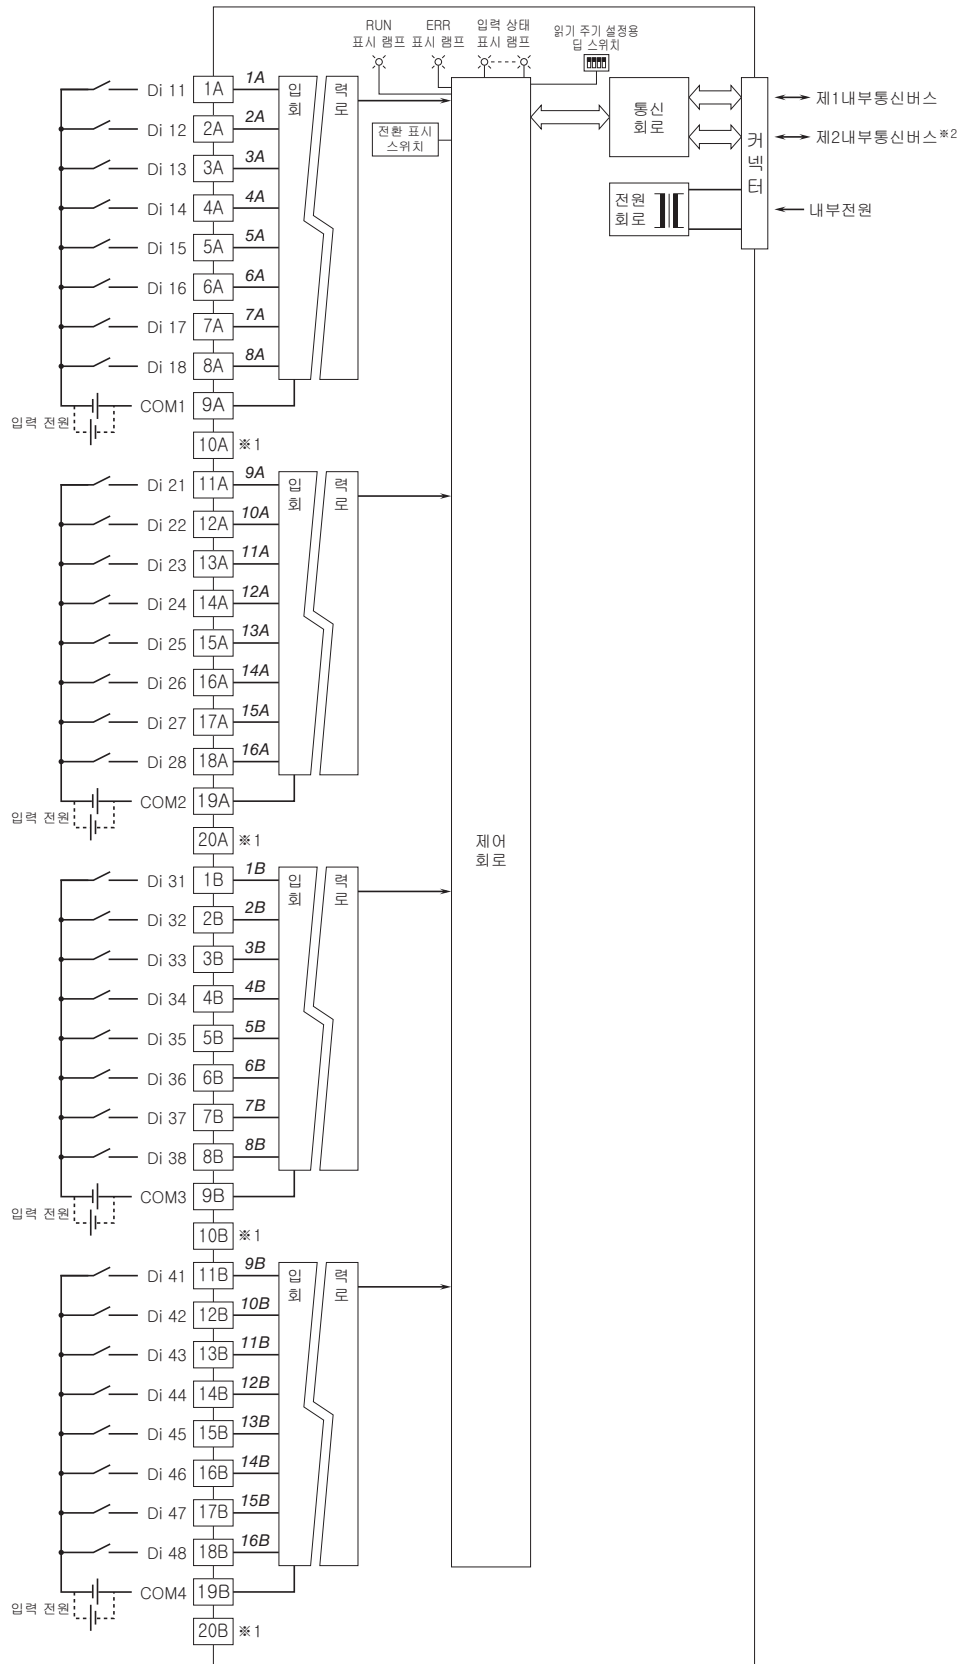 RUN
표시 램프
ERR
표시 램프
입력 상태
표시 램프
읽기 주기 설정용
딥 스위치
Di 11 1A 1A
Di 12 2A 2A
Di 13 3A 3A
Di 14 4A 4A
Di 15 5A 5A
Di 16 6A 6A
Di 17 7A 7A
Di 18 8A 8A
COM1 9A
입력 전원
10A ※1
입 력
회 로
전환 표시
스위치
통신
회로
전원
회로
커넥터
제1내부통신버스
제2내부통신버스※2
내부전원
Di 21 11A 9A
Di 22 12A 10A
Di 23 13A 11A
Di 24 14A 12A
Di 25 15A 13A
Di 26 16A 14A
Di 27 17A 15A
Di 28 18A 16A
COM2 19A
입력 전원
20A ※1
입 력
회 로
제어
회로
Di 31 1B 1B
Di 32 2B 2B
Di 33 3B 3B
Di 34 4B 4B
Di 35 5B 5B
Di 36 6B 6B
Di 37 7B 7B
Di 38 8B 8B
COM3 9B
입력 전원
10B ※1
입 력
회 로
Di 41 11B 9B
Di 42 12B 10B
Di 43 13B 11B
Di 44 14B 12B
Di 45 15B 13B
Di 46 16B 14B
Di 47 17B 15B
Di 48 18B 16B
COM4 19B
입력 전원
20B ※1
입 력
회 로